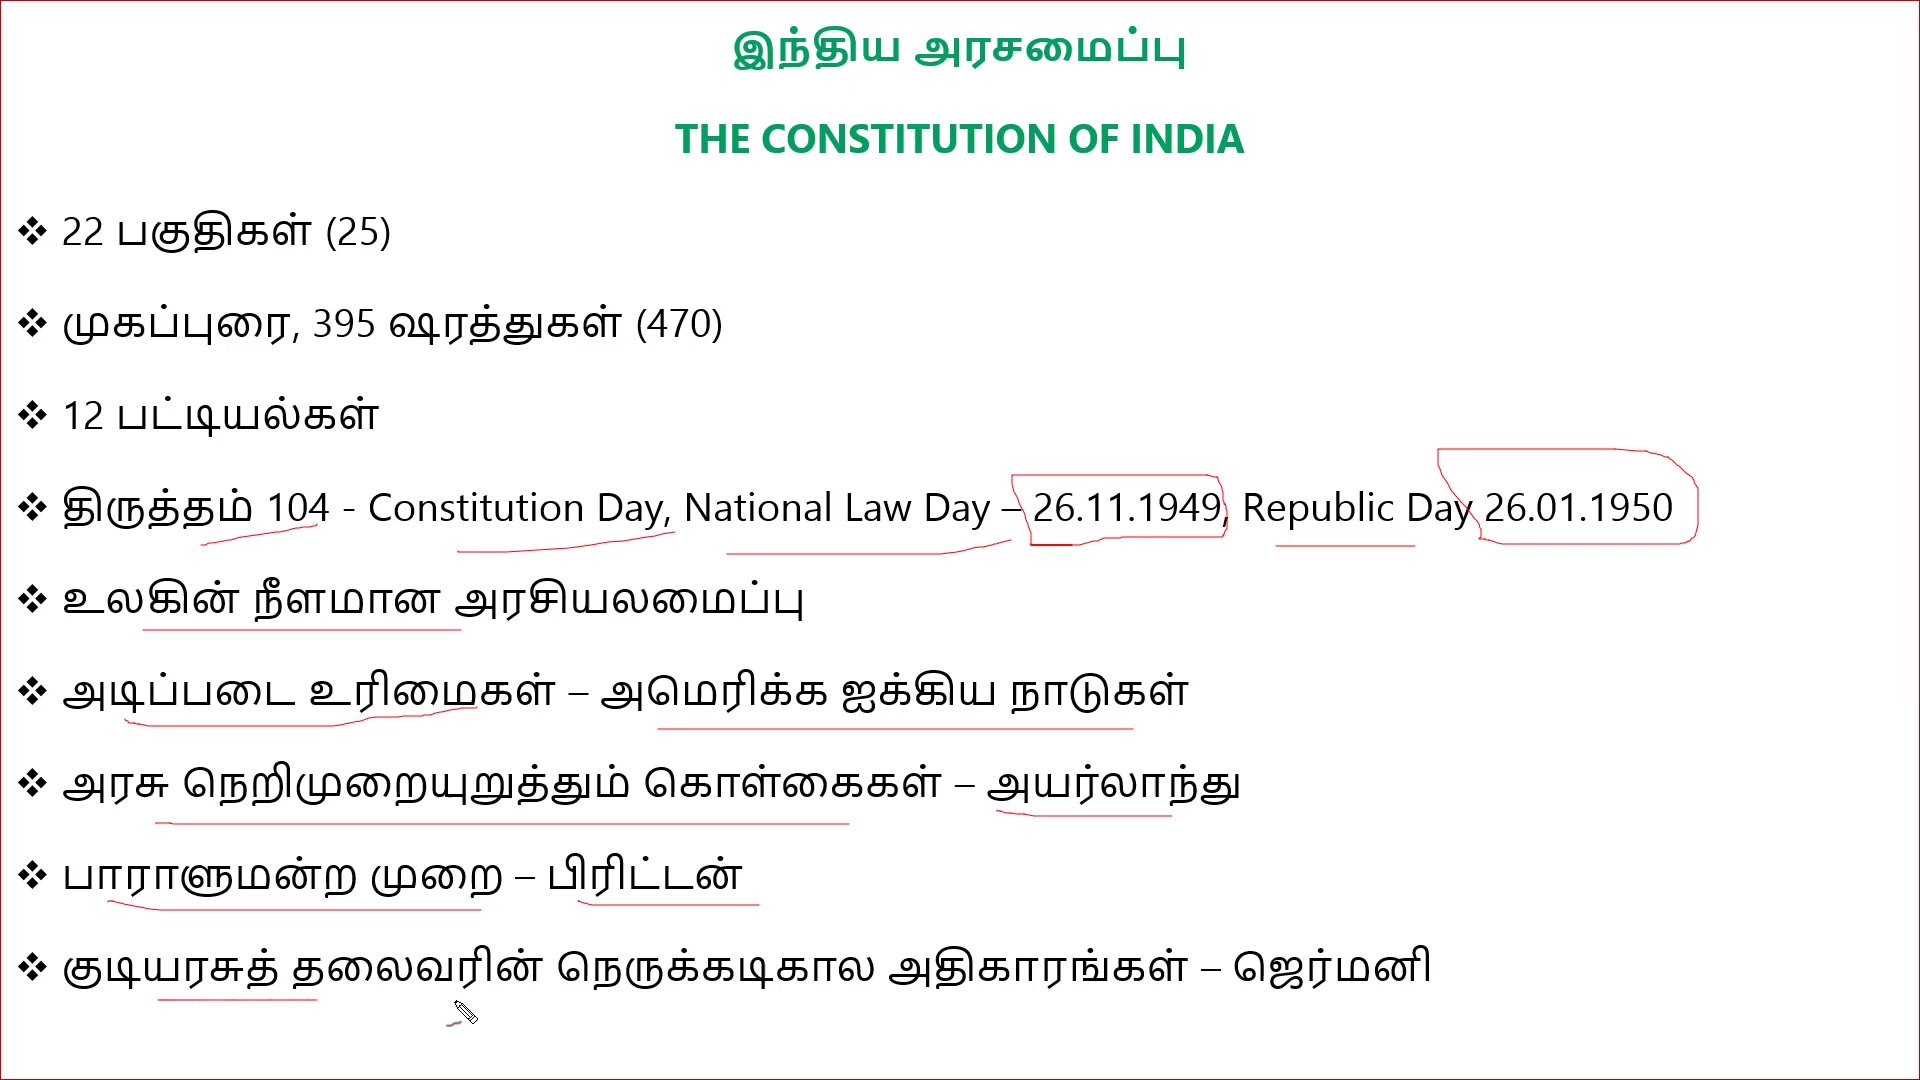 இந்திய அரசமைப்பு
THE CONSTITUTION OF INDIA
❖ 22 பகுதிகள் (25)
❖ முகப்புரை, 395 ஷரத்துகள் (470)
❖ 12 பட்டியல்கள்
❖ திருத்தம் 104 - Constitution Day, National Law Day – 26.11.1949, Republic Day 26.01.1950
❖ உலகின் நீளமான அரசியலமைப்பு
❖ அடிப்படை உரிமைகள் – அமெரிக்க ஐக்கிய நாடுகள்
❖ அரசு நெறிமுறையுறுத்தும் கொள்கைகள் – அயர்லாந்து
❖ பாராளுமன்ற முறை – பிரிட்டன்
❖ குடியரசுத் தலைவரின் நெருக்கடிகால அதிகாரங்கள் – ஜெர்மனி